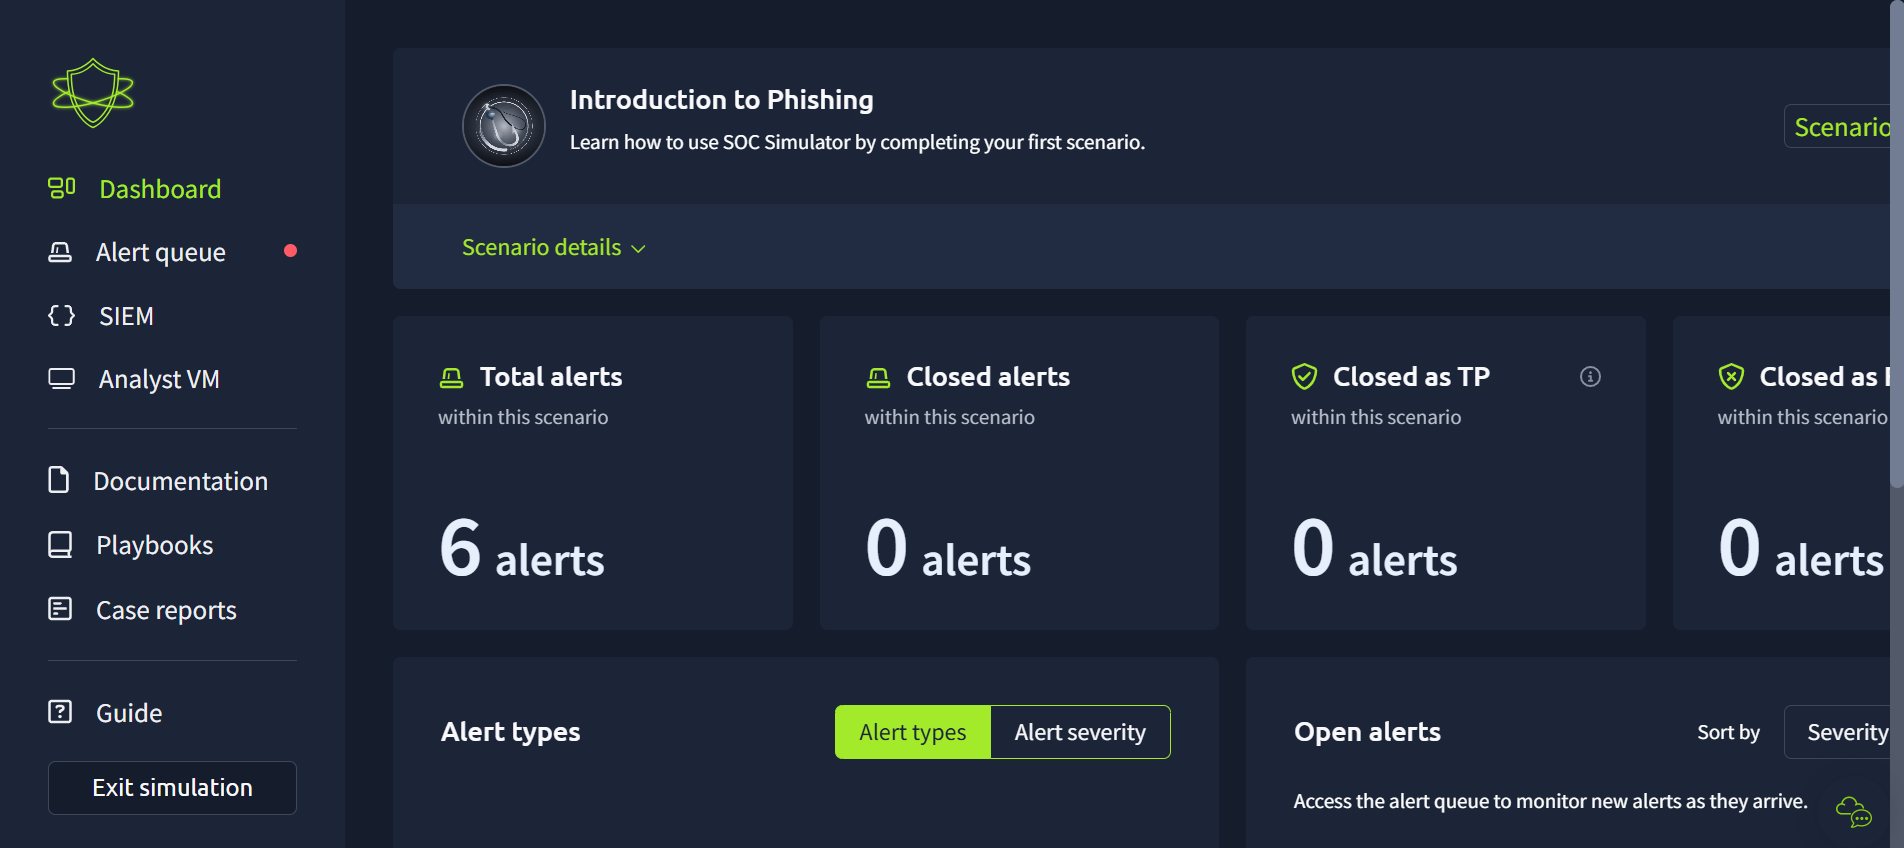 Dashboard
Alert queue
SIEM
Analyst VM
Documentation
Playbooks
Case reports
Guide
Exit simulation
Introduction to Phishing
Learn how to use SOC Simulator by completing your first scenario.
Scenario
Scenario details
Total alerts
within this scenario
6 alerts
Closed alerts
within this scenario
0 alerts
Closed as TP
within this scenario
0 alerts
Closed as
within this scenario
0 alerts
Alert types
Alert types
Alert severity
Open alerts
Sort by
Severity
Access the alert queue to monitor new alerts as they arrive.